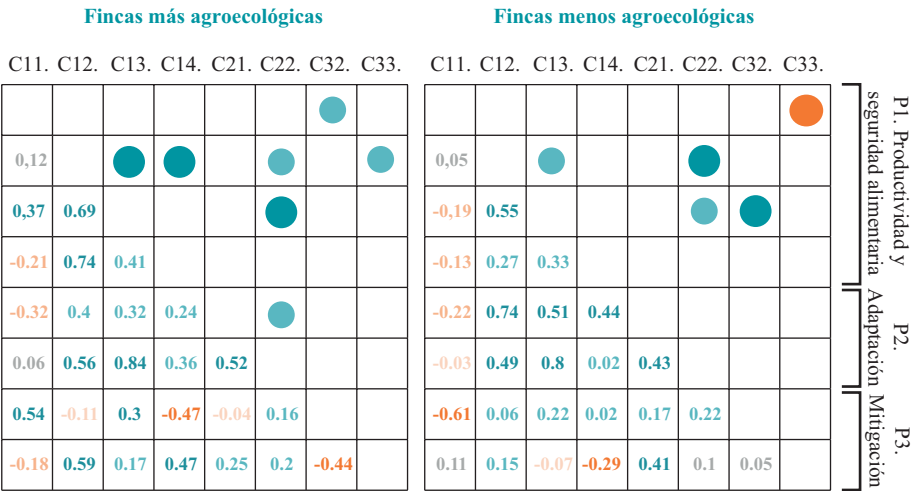 Fincas más agroecológicas
Fincas menos agroecológicas
C11. C12. C13. C14. C21. C22. C32. C33.
C11. C12. C13. C14. C21. C22. C32. C33.
0,12
0,05
0,37 0.69
-0,19 0.55
-0.21 0.74 0.41
-0.13 0.27 0.33
-0.32 0.4 0.32 0.24
-0.22 0.74 0.51 0.44
0.06 0.56 0.84 0.36 0.52
-0.03 0.49 0.8 0.02 0.43
0.54 -0.11 0.3 -0.47 -0.04 0.16
-0.61 0.06 0.22 0.02 0.17 0.22
-0.18 0.59 0.17 0.47 0.25 0.2 -0.44
0.11 0.15 -0.07 -0.29 0.41 0.1 0.05
P1. Productividad y
seguridad alimentaria
P2.
Adaptación
P3.
Mitigación